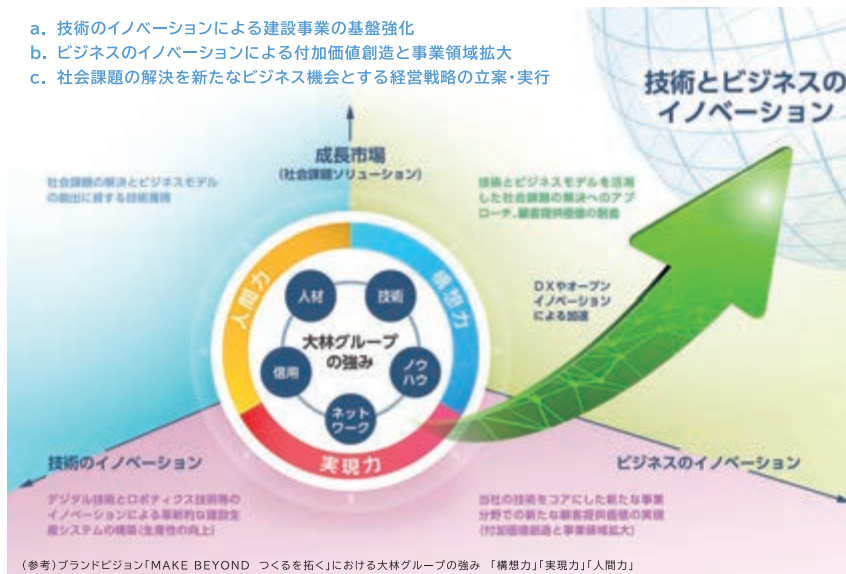 a. 技術のイノベーションによる建設事業の基盤強化
b. ビジネスのイノベーションによる付加価値創造と事業領域拡大
c. 社会課題の解決を新たなビジネス機会とする経営戦略の立案・実行
技術とビジネスの
イノベーション
成長市場
(社会課題ソリューション)
社会課題の解決とビジネスモデル
の創出に資する技術獲得
技術とビジネスモデルを活用
した社会課題の解決へのアプ
ローチ、顧客提供価値の創造
DXやオープン
イノベーション
による加速
人間力
構想力
実現力
人材
技術
大林グループ
の強み
信用
ノウ
ハウ
ネット
ワーク
技術のイノベーション
ビジネスのイノベーション
デジタル技術とロボティクス技術等の
イノベーションによる革新的な建設生
産システムの構築(生産性の向上)
当社の技術をコアにした新たな事業
分野での新たな顧客提供価値の実現
(付加価値創造と事業領域拡大)
(参考)ブランドビジョン「MAKE BEYOND つくるを拓く」における大林グループの強み 「構想力」「実現力」「人間力」